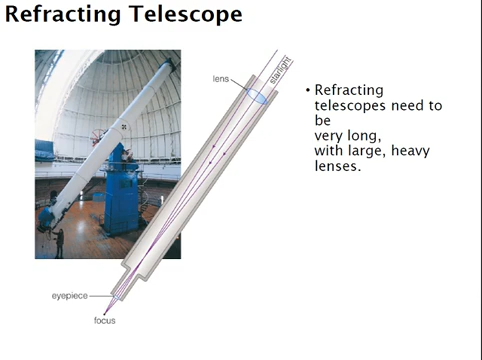 Refracting Telescope
lens
starlight
• Refracting
telescopes need to
be
very long,
with large, heavy
lenses.
eyepiece
focus